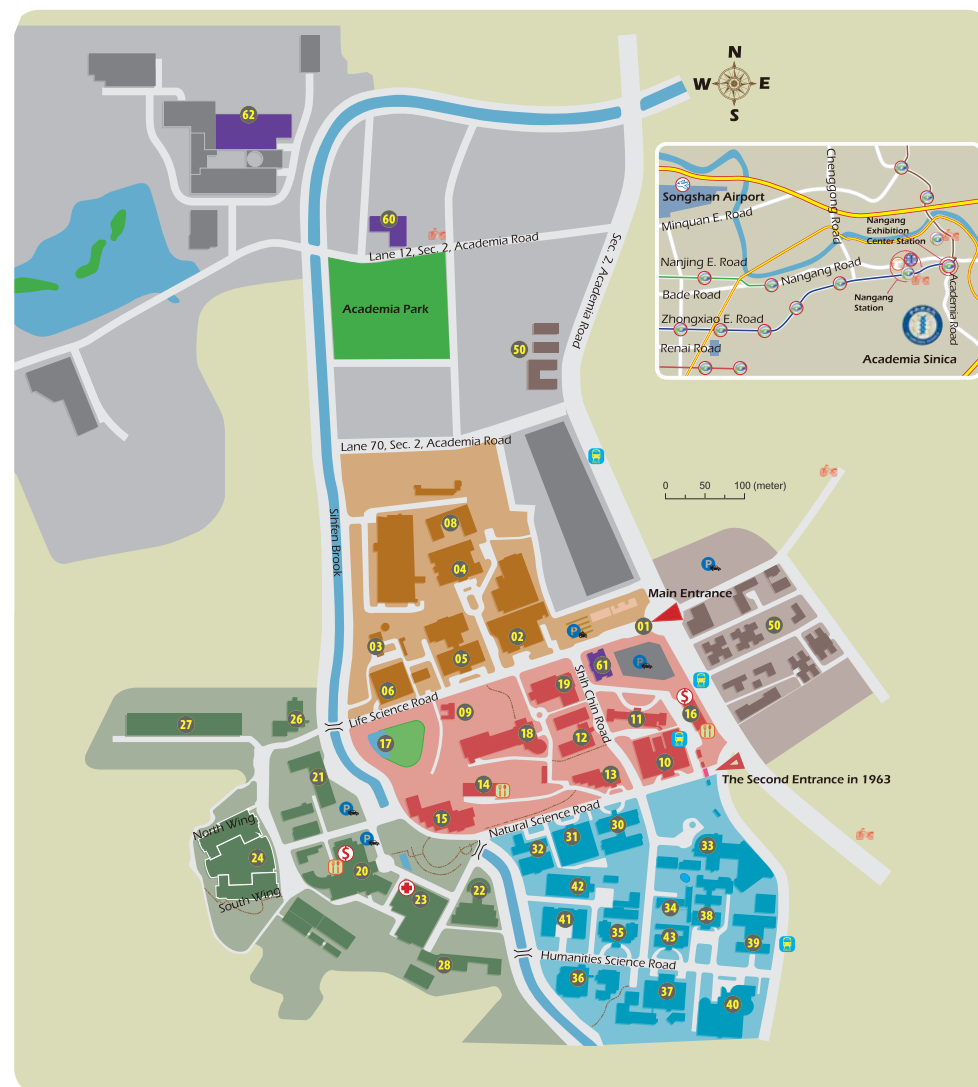 N
W E
S
62
60
Lane 12, Sec. 2, Academia Road
Sec. 2, Academia Road
Academia Park
50
Lane 70, Sec. 2, Academia Road
Sihfen Brook
Songshan Airport
Minquan E. Road
Chenggong Road
Nangang
Exhibition
Center Station
Nanjing E. Road
Nangang Road
Bade Road
Nangang
Station
Academia Road
Zhongxiao E. Road
Renai Road
Academia Sinica
0 50 100 (meter)
P
Main Entrance
08
04
01
50
P
02
03
05
61
P
06
19
Shih Chin Road
$
Life Science Road
09
11
16
27
26
18
12
17
10
The Second Entrance in 1963
21
14
13
P
15
Natural Science Road
30
North Wing
P
31
33
$
32
24
20
42
South Wing
23
22
34
38
41
35
43
39
28
Humanities Science Road
36
37
40